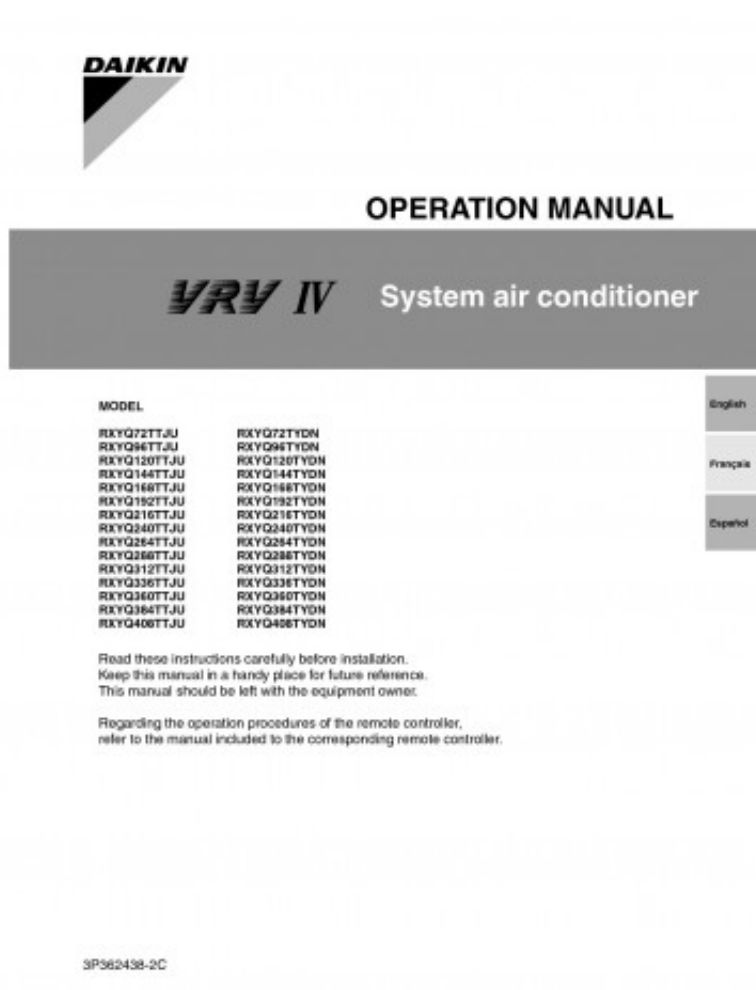 DAIKIN
OPERATION MANUAL
VRV IV System air conditioner
English
Français
Español
MODEL
RXYQ72TTJU RXYQ72TYDN
RXYQ96TTJU RXYQ96TYDN
RXYQ120TTJU RXYQ120TYDN
RXYQ144TTJU RXYQ144TYDN
RXYQ168TTJU RXYQ168TYDN
RXYQ192TTJU RXYQ192TYDN
RXYQ216TTJU RXYQ216TYDN
RXYQ240TTJU RXYQ240TYDN
RXYQ264TTJU RXYQ264TYDN
RXYQ288TTJU RXYQ288TYDN
RXYQ312TTJU RXYQ312TYDN
RXYQ336TTJU RXYQ336TYDN
RXYQ360TTJU RXYQ360TYDN
RXYQ384TTJU RXYQ384TYDN
RXYQ408TTJU RXYQ408TYDN
Read these instructions carefully before installation.
Keep this manual in a handy place for future reference.
This manual should be left with the equipment owner.
Regarding the operation procedures of the remote controller,
refer to the manual included to the corresponding remote controller.
3P362438-2C